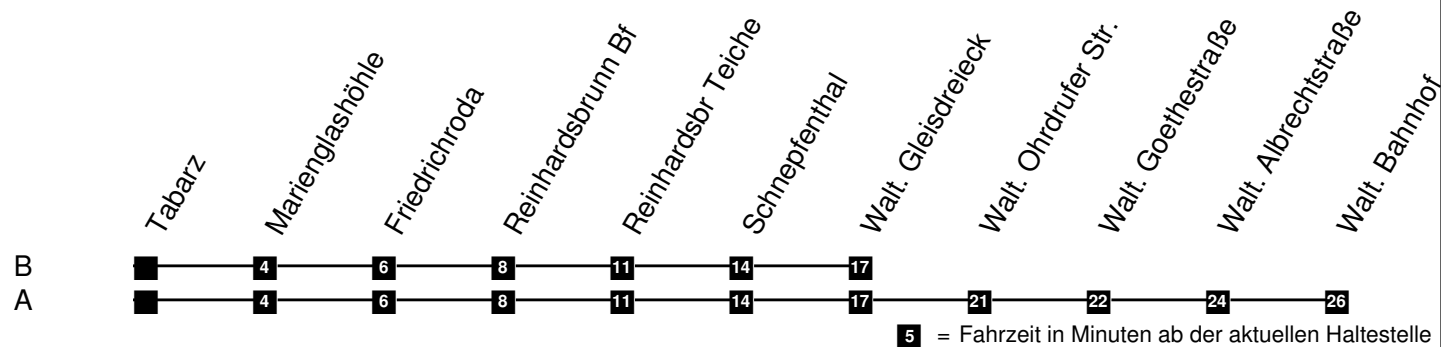 Tabarz
Marienglashöhle
Friedrichroda
Reinhardsbrunn Bf
Reinhardsbr Teiche
Schnepfenthal
Walt. Gleisdreieck
Walt. Ohrdrufer Str.
Walt. Goethestraße
Walt. Albrechtstraße
Walt. Bahnhof
B 4 6 8 11 14 17
A 4 6 8 11 14 17 21 22 24 26
5 = Fahrzeit in Minuten ab der aktuellen Haltestelle